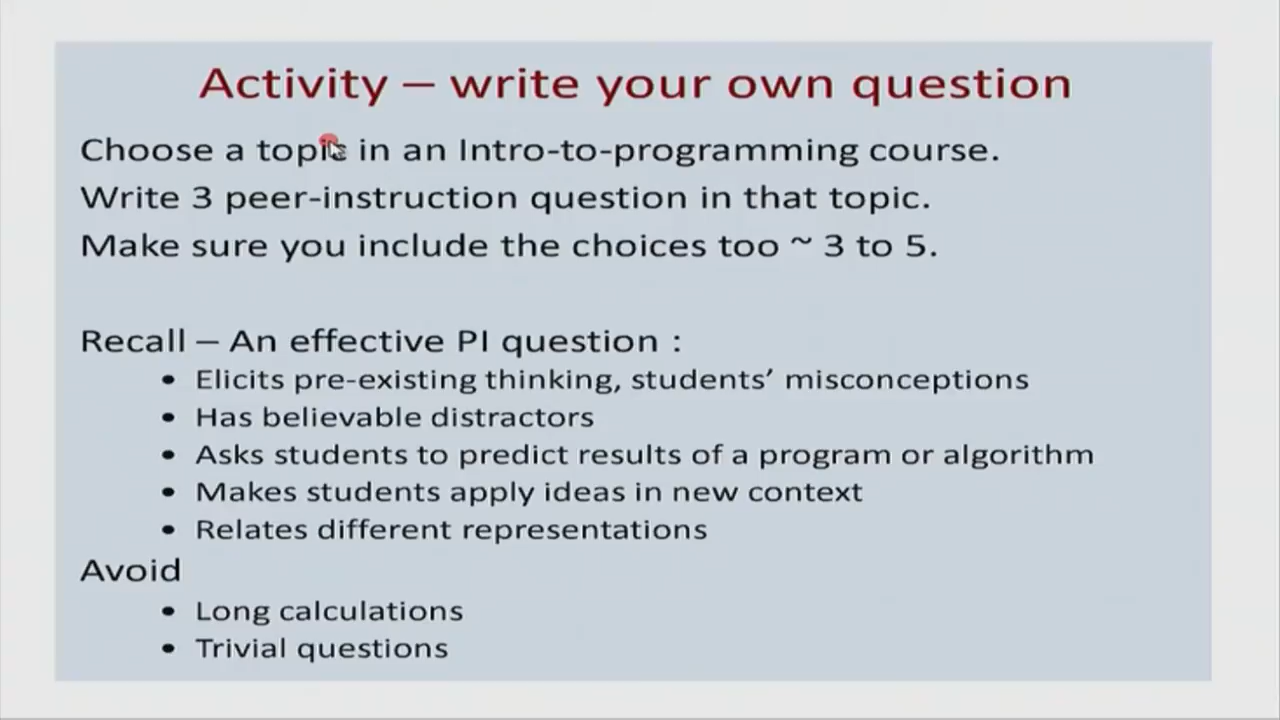 Activity – write your own question
Choose a topic in an Intro-to-programming course.
Write 3 peer-instruction question in that topic.
Make sure you include the choices too ~ 3 to 5.
Recall – An effective PI question :
• Elicits pre-existing thinking, students’ misconceptions
• Has believable distractors
• Asks students to predict results of a program or algorithm
• Makes students apply ideas in new context
• Relates different representations
Avoid
• Long calculations
• Trivial questions